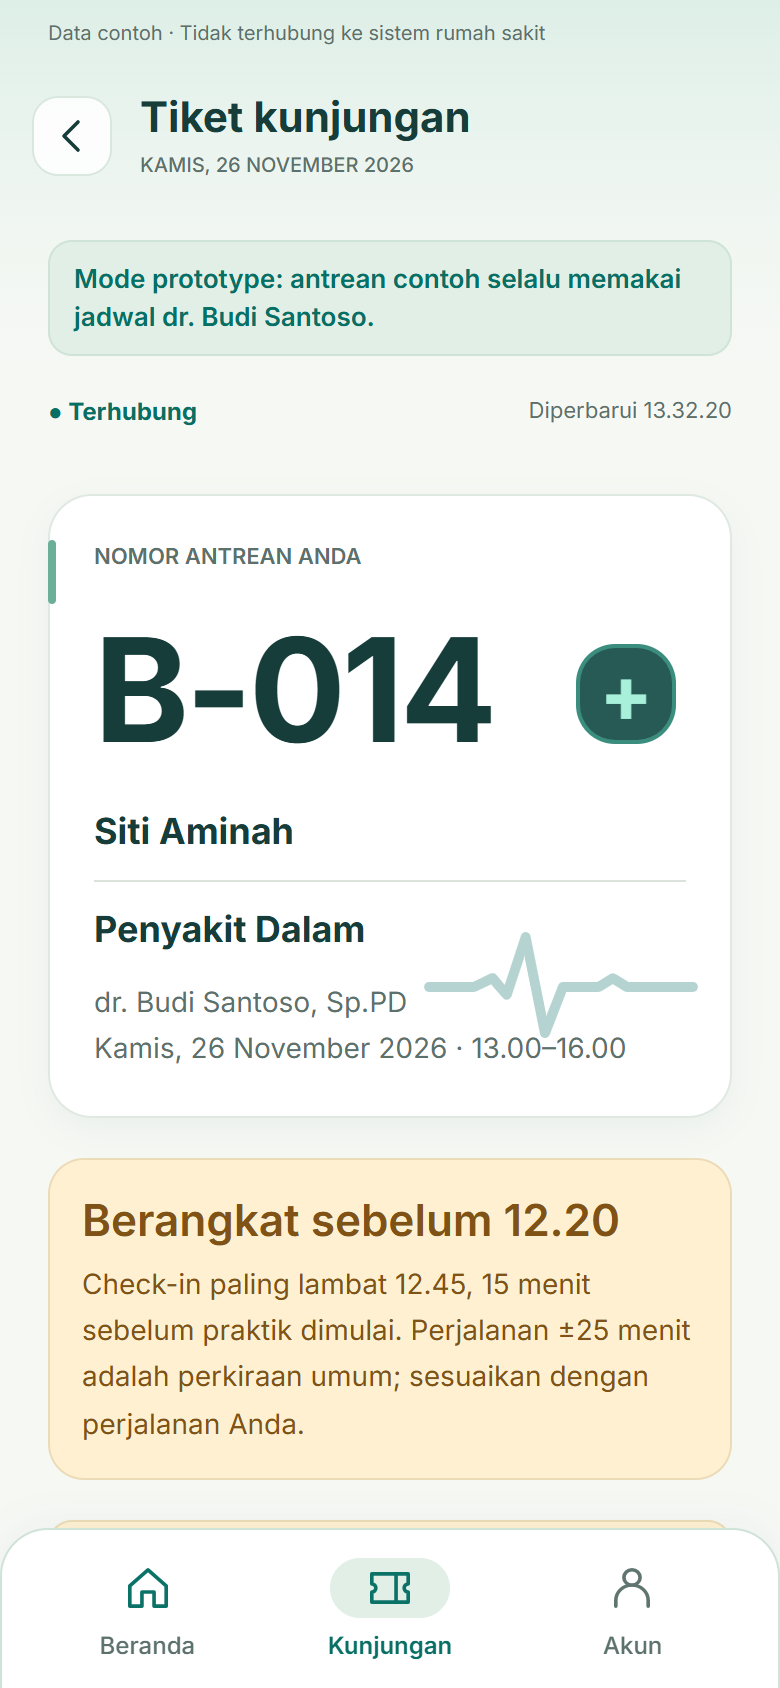 Data contoh · Tidak terhubung ke sistem rumah sakit
Tiket kunjungan
KAMIS, 26 NOVEMBER 2026
Mode prototype: antrean contoh selalu memakai
jadwal dr. Budi Santoso.
● Terhubung
Diperbarui 13.32.20
NOMOR ANTREAN ANDA
B-014
Siti Aminah
Penyakit Dalam
dr. Budi Santoso, Sp.PD
Kamis, 26 November 2026 · 13.00–16.00
Berangkat sebelum 12.20
Check-in paling lambat 12.45, 15 menit
sebelum praktik dimulai. Perjalanan ±25 menit
adalah perkiraan umum; sesuaikan dengan
perjalanan Anda.
Beranda
Kunjungan
Akun